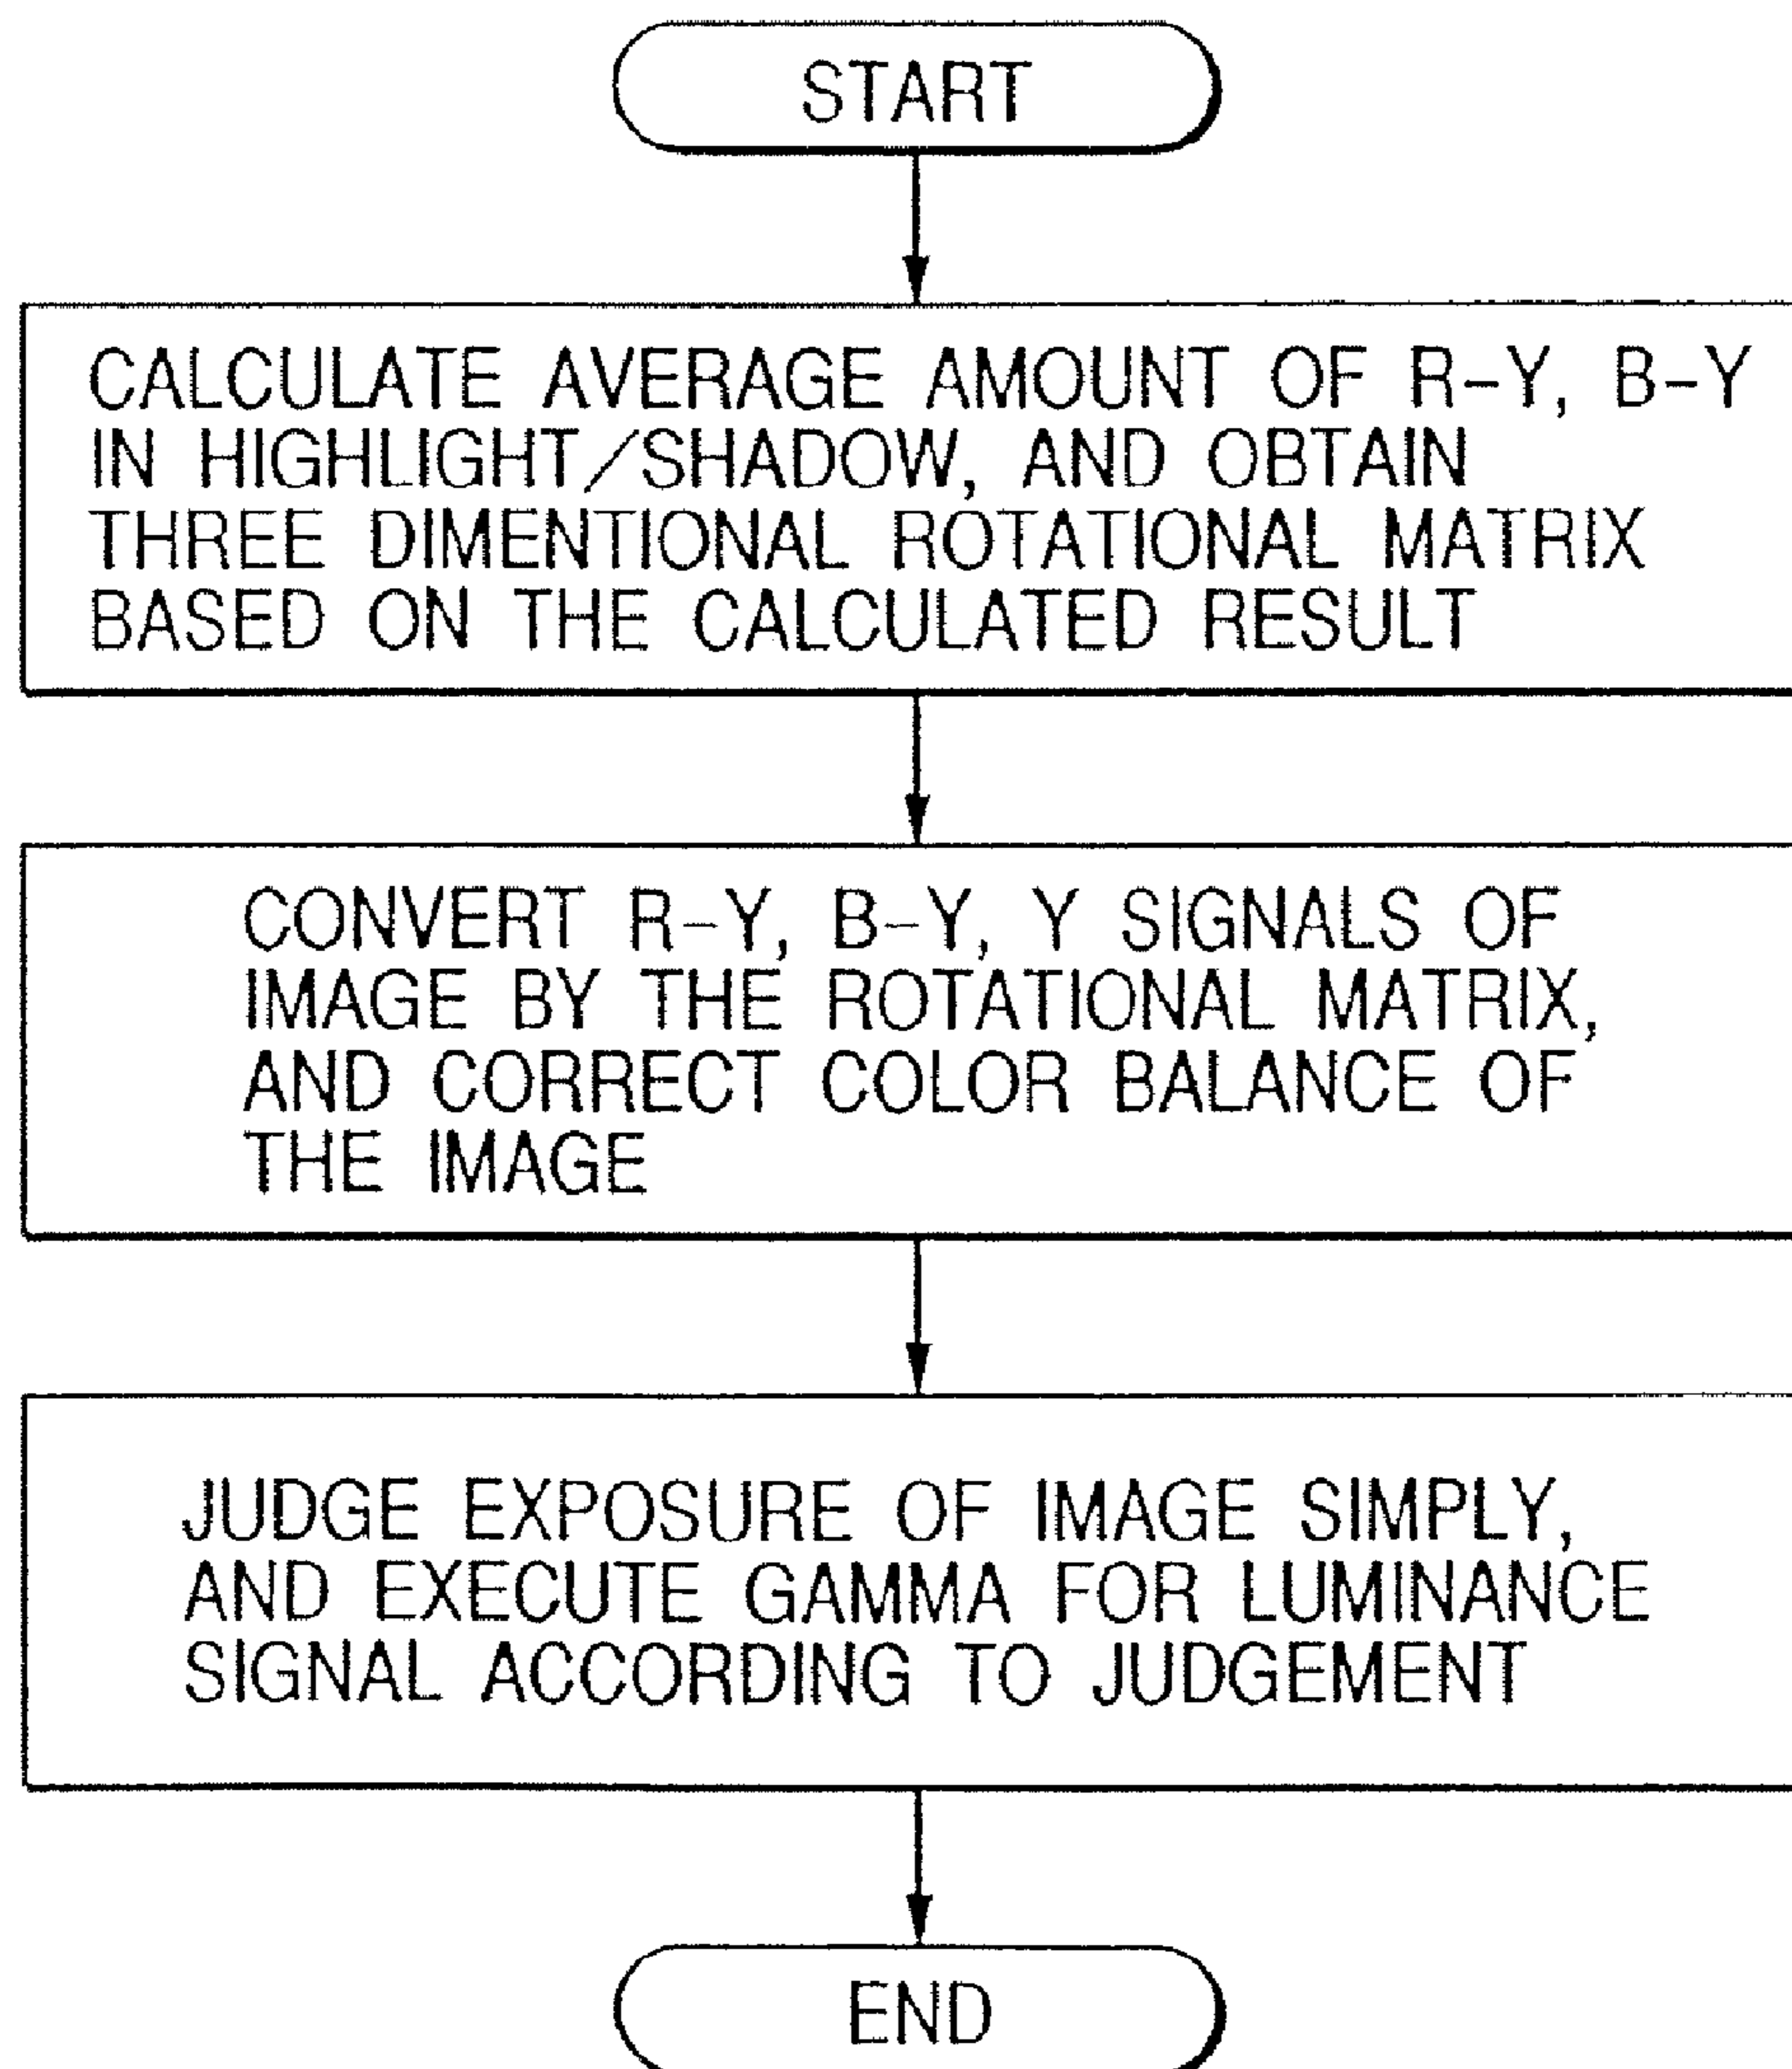 START
CALCULATE AVERAGE AMOUNT OF R-Y, B-Y
IN HIGHLIGHT/SHADOW, AND OBTAIN
THREE DIMENTIONAL ROTATIONAL MATRIX
BASED ON THE CALCULATED RESULT
CONVERT R-Y, B-Y, Y SIGNALS OF
IMAGE BY THE ROTATIONAL MATRIX,
AND CORRECT COLOR BALANCE OF
THE IMAGE
JUDGE EXPOSURE OF IMAGE SIMPLY,
AND EXECUTE GAMMA FOR LUMINANCE
SIGNAL ACCORDING TO JUDGEMENT
END